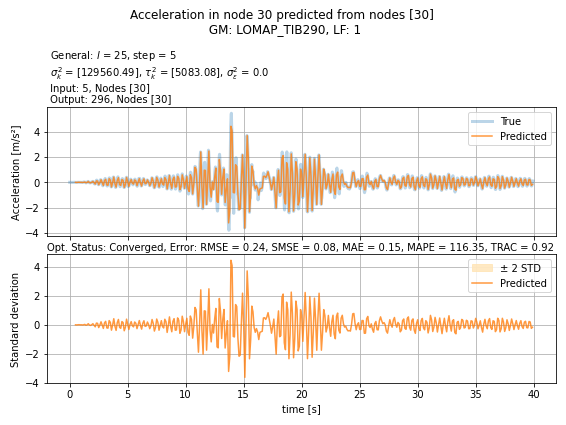 Acceleration in node 30 predicted from nodes [30]
GM: LOMAP_TIB290, LF: 1
General: l = 25, step = 5
σ²ₖ = [129560.49], τ²ₖ = [5083.08], σ²ₑ = 0.0
Input: 5, Nodes [30]
Output: 296, Nodes [30]
Acceleration [m/s²]
4
2
0
−2
−4
True
Predicted
Opt. Status: Converged, Error: RMSE = 0.24, SMSE = 0.08, MAE = 0.15, MAPE = 116.35, TRAC = 0.92
Standard deviation
4
2
0
−2
−4
± 2 STD
Predicted
0 5 10 15 20 25 30 35 40
time [s]